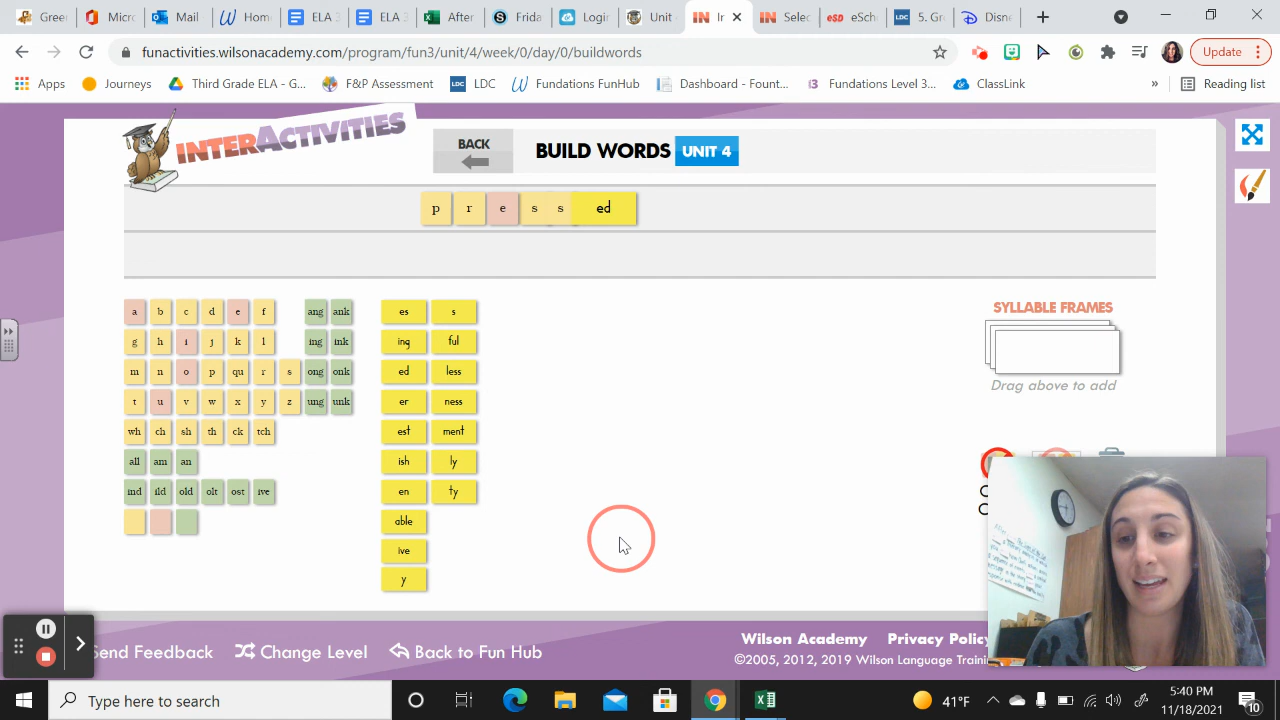 Greer
Micro
Mail
Hom
ELA 3
ELA 3
After
Frida
Login
Unit
Ir
Selec
eSche
5. Gr
Disne
funactivities.wilsonacademy.com/program/fun3/unit/4/week/0/day/0/buildwords
Update
Apps
Journeys
Third Grade ELA - G...
F&P Assessment
LDC
Fundations FunHub
Dashboard - Fount...
Fundations Level 3...
ClassLink
»
Reading list
INTERACTIVITIES
BACK
BUILD WORDS UNIT 4
p r e s s ed
a b c d e f ang ank es s
g h i j k l ing ink ing ful
m n o p qu r s ong onk ed less
t u v w x y z ung unk er ness
wh ch sh th ck tch est ment
all am an ish ly
ind ild old olt ost ive en ty
able
ive
y
SYLLABLE FRAMES
Drag above to add
Send Feedback
Change Level
Back to Fun Hub
Wilson Academy
Privacy Policy
©2005, 2012, 2019 Wilson Language Traini
Type here to search
41°F
5:40 PM
11/18/2021
10